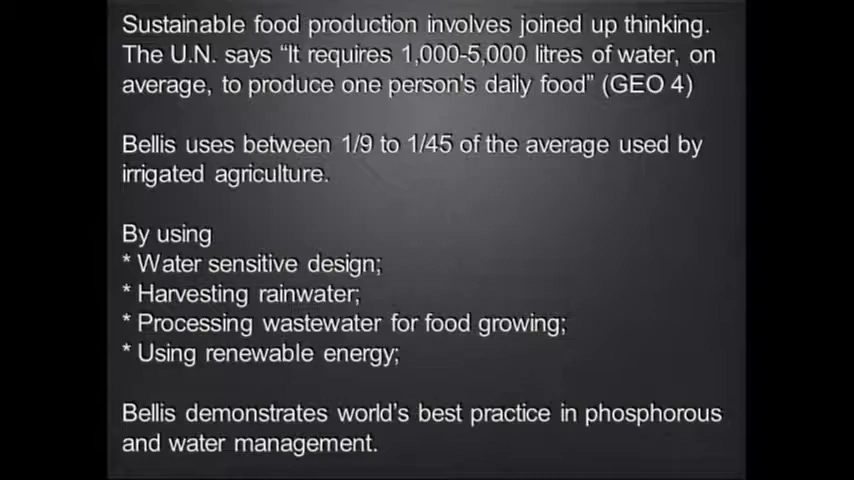 Sustainable food production involves joined up thinking.
The U.N. says “It requires 1,000-5,000 litres of water, on
average, to produce one person's daily food” (GEO 4)
Bellis uses between 1/9 to 1/45 of the average used by
irrigated agriculture.
By using
* Water sensitive design;
* Harvesting rainwater;
* Processing wastewater for food growing;
* Using renewable energy;
Bellis demonstrates world’s best practice in phosphorous
and water management.